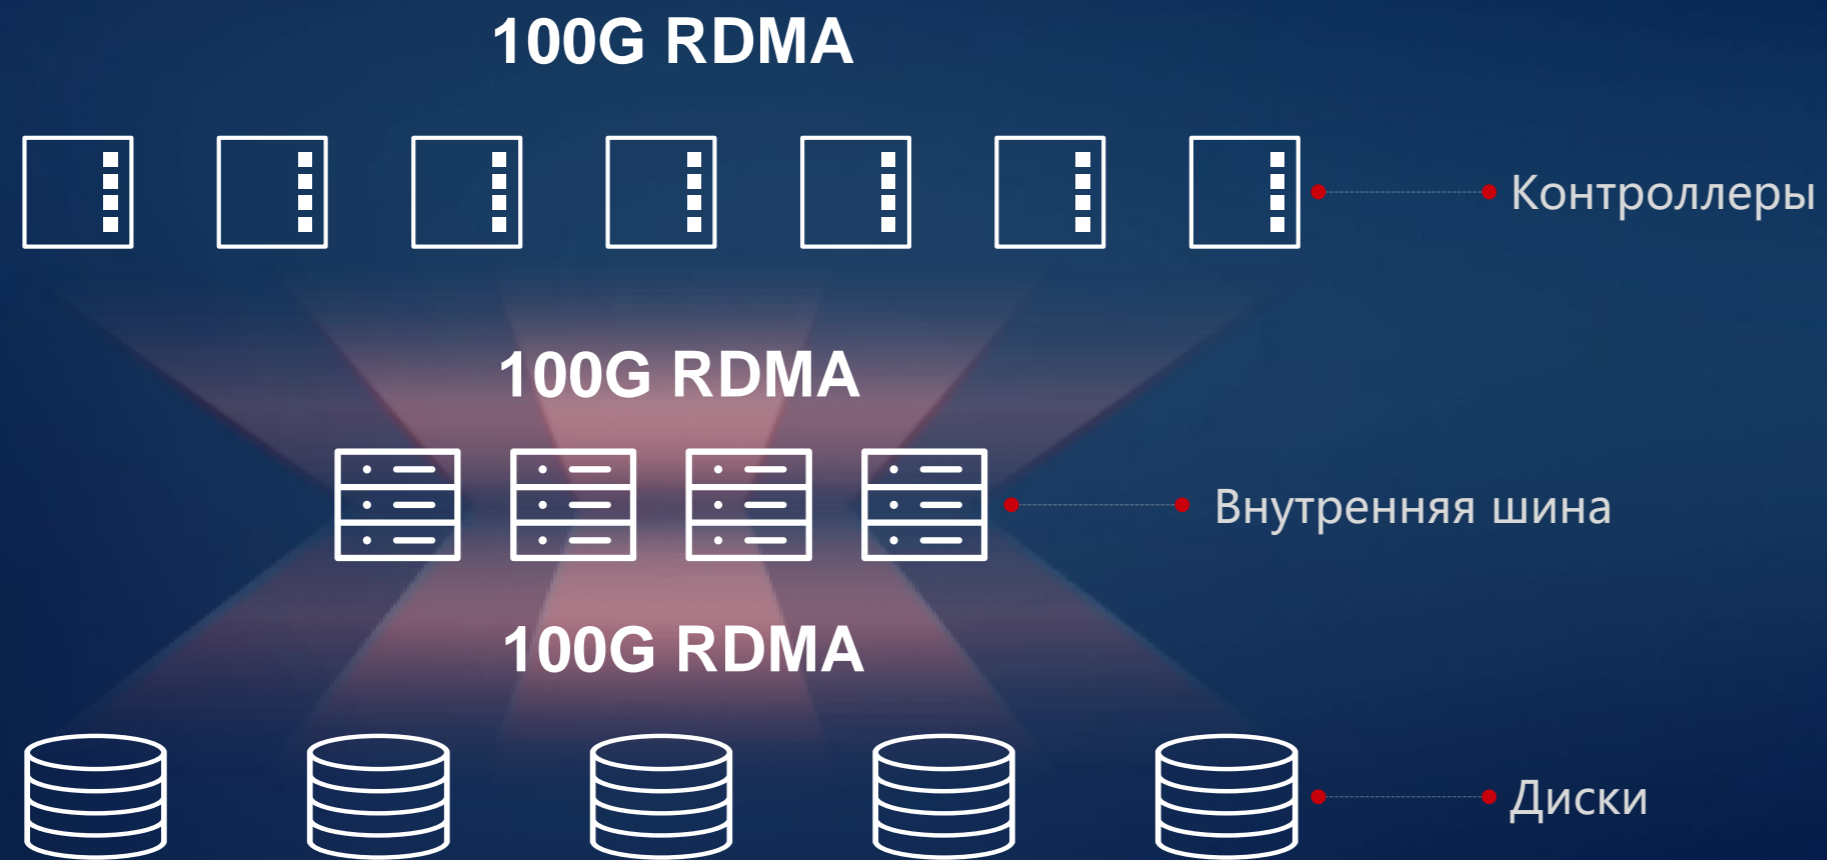 100G RDMA
Контроллеры
100G RDMA
Внутренняя шина
100G RDMA
Диски